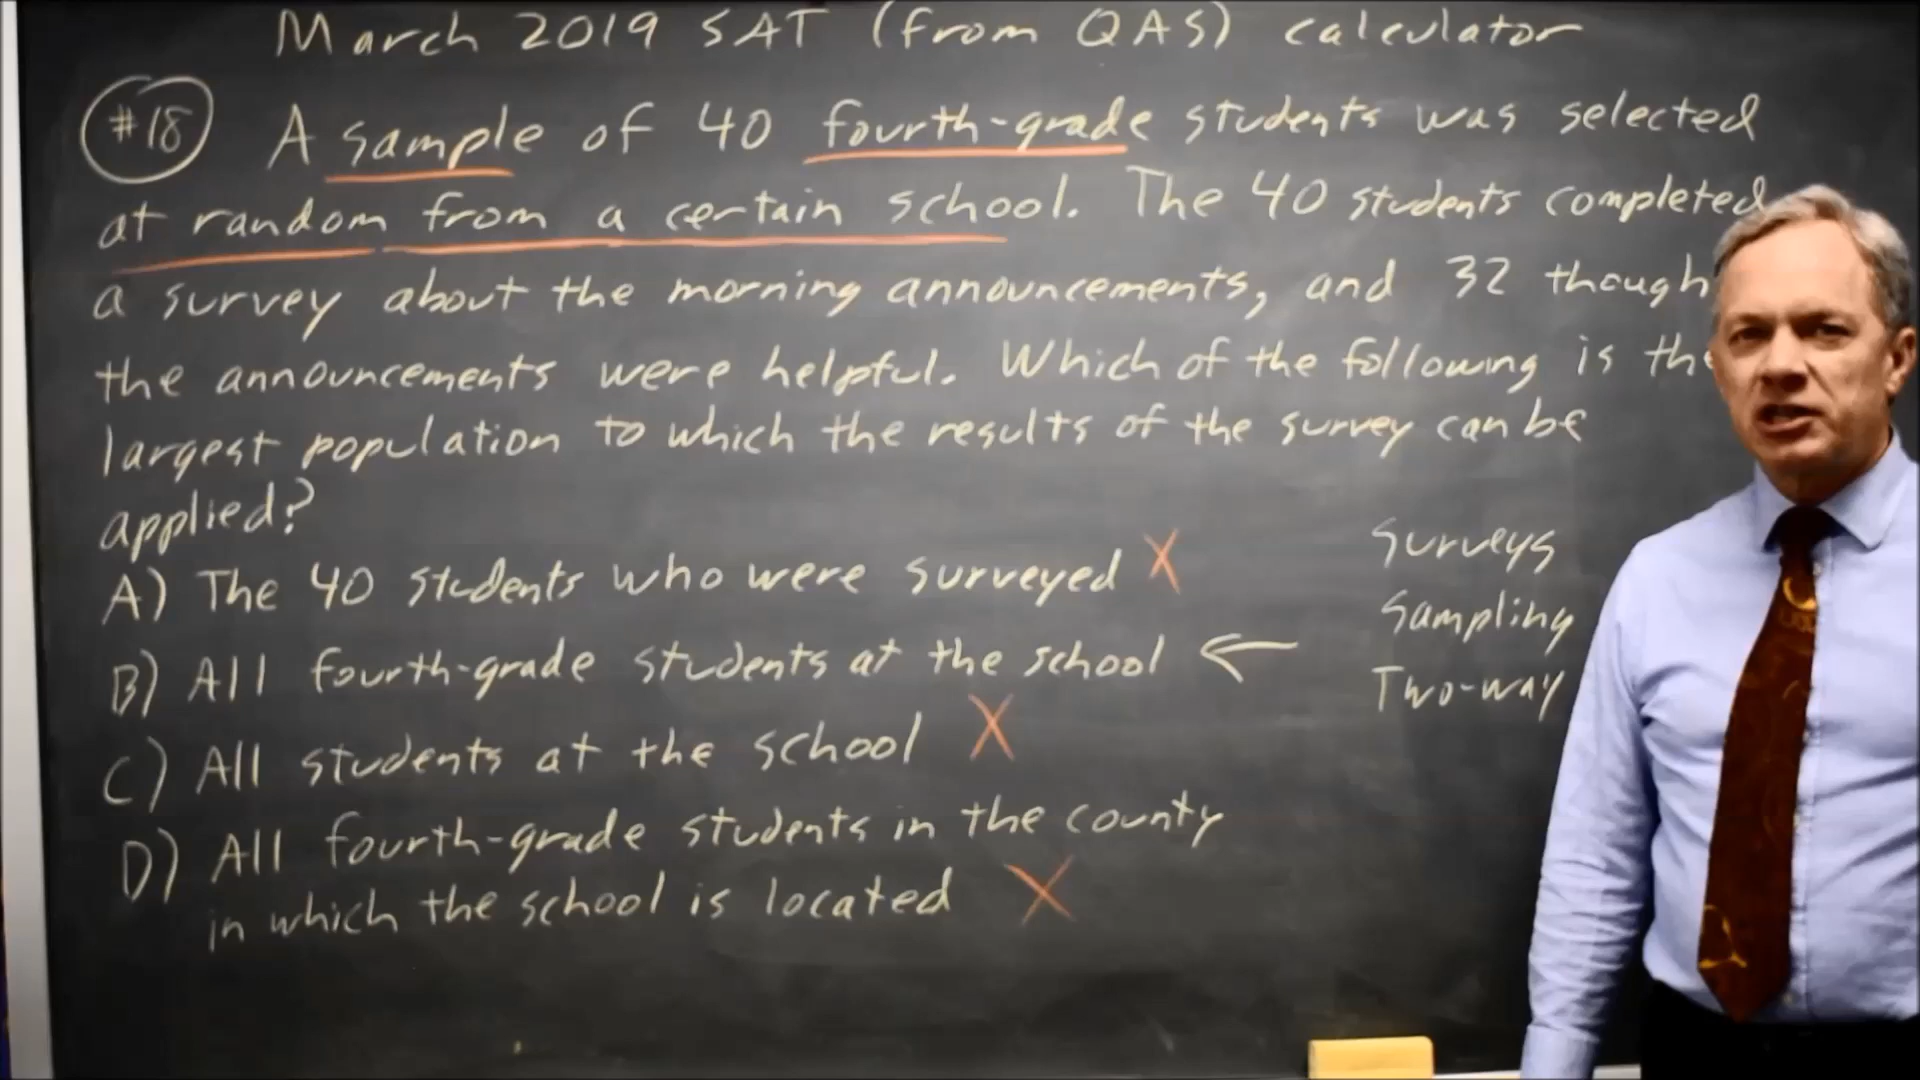 March 2019 SAT (from QAS) calculator
#18 A sample of 40 fourth-grade students was selected
at random from a certain school. The 40 students completed
a survey about the morning announcements, and 32 though
the announcements were helpful. Which of the following is the
largest population to which the results of the survey can be
applied?
A) The 40 students who were surveyed X
B) All fourth-grade students at the school ←
C) All students at the school X
D) All fourth-grade students in the county
in which the school is located X
Surveys
Sampling
Two-way